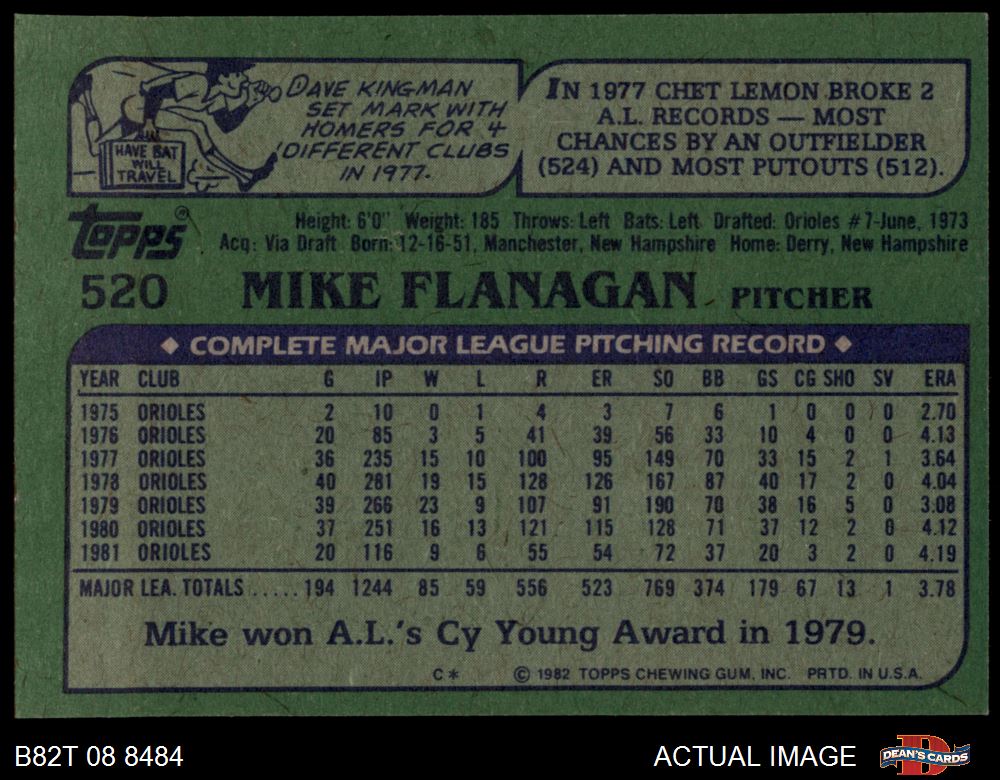 DAVE KINGMAN
SET MARK WITH
HOMERS FOR 4
DIFFERENT CLUBS
IN 1977.
HAVE BAT
WILL
TRAVEL
IN 1977 CHET LEMON BROKE 2
A.L. RECORDS — MOST
CHANCES BY AN OUTFIELDER
(524) AND MOST PUTOUTS (512).
topps®
Height: 6'0" Weight: 185 Throws: Left Bats: Left Drafted: Orioles #7-June, 1973
Acq: Via Draft Born: 12-16-51, Manchester, New Hampshire Home: Derry, New Hampshire
520 MIKE FLANAGAN PITCHER
◆ COMPLETE MAJOR LEAGUE PITCHING RECORD ◆
YEAR CLUB G IP W L R ER SO BB GS CG SHO SV ERA
1975 ORIOLES 2 10 0 1 4 3 7 6 1 0 0 0 2.70
1976 ORIOLES 20 85 3 5 41 39 56 33 10 4 0 0 4.13
1977 ORIOLES 36 235 15 10 100 95 149 70 33 15 2 1 3.64
1978 ORIOLES 40 281 19 15 128 126 167 87 40 17 2 0 4.04
1979 ORIOLES 39 266 23 9 107 91 190 70 38 16 5 0 3.08
1980 ORIOLES 37 251 16 13 121 115 128 71 37 12 2 0 4.12
1981 ORIOLES 20 116 9 6 55 54 72 37 20 3 2 0 4.19
MAJOR LEA. TOTALS ..... 194 1244 85 59 556 523 769 374 179 67 13 1 3.78
Mike won A.L.'s Cy Young Award in 1979.
C* © 1982 TOPPS CHEWING GUM, INC. PRTD. IN U.S.A.
B82T 08 8484 ACTUAL IMAGE DEAN'S CARDS